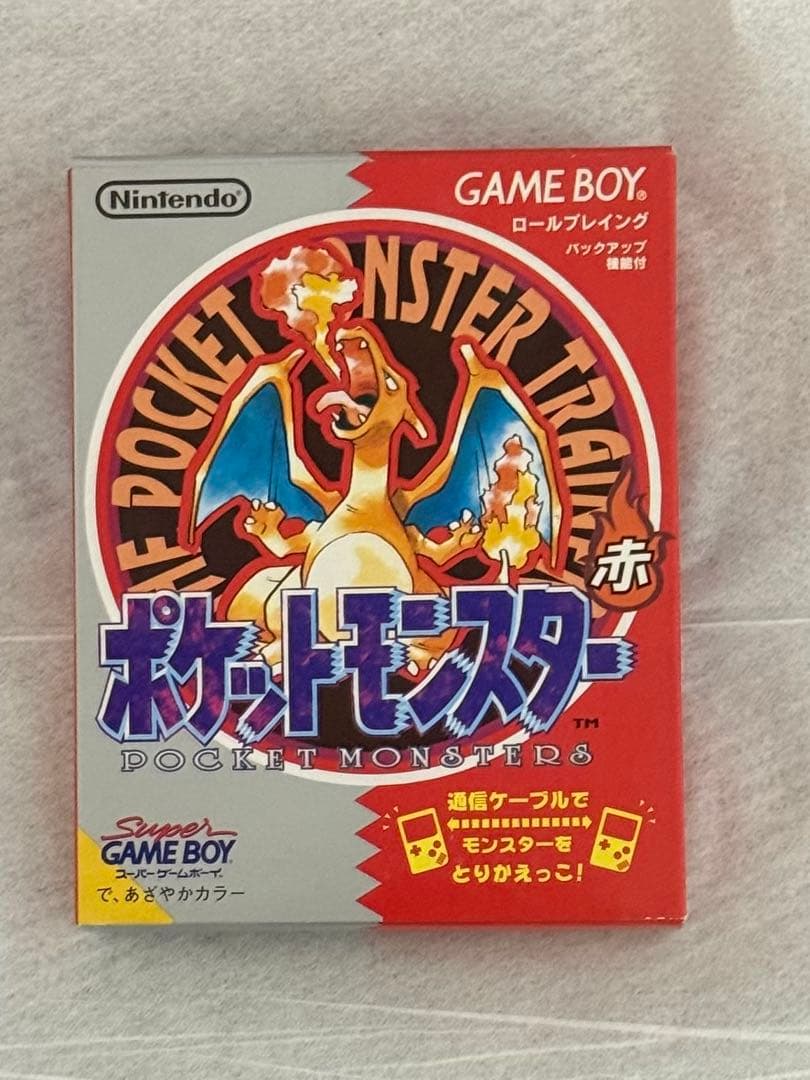 Nintendo®
GAME BOY®
ロールプレイング
バックアップ
機能付
THE POCKET MONSTER TRAINER
赤
ポケットモンスター
TM
POCKET MONSTERS
通信ケーブルで
モンスターを
とりかえっこ!
Super
GAME BOY
スーパーゲームボーイ
で、あざやかカラー